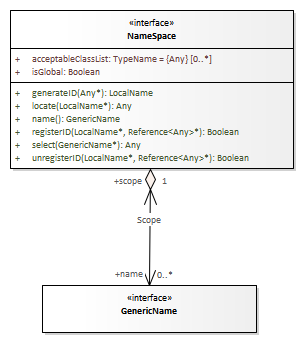 «interface»
NameSpace
+ acceptableClassList: TypeName = {Any} [0..*]
+ isGlobal: Boolean
+ generateID(Any*): LocalName
+ locate(LocalName*): Any
+ name(): GenericName
+ registerID(LocalName*, Reference<Any>*): Boolean
+ select(GenericName*): Any
+ unregisterID(LocalName*, Reference<Any>*): Boolean
+scope 1
Scope
+name 0..*
«interface»
GenericName